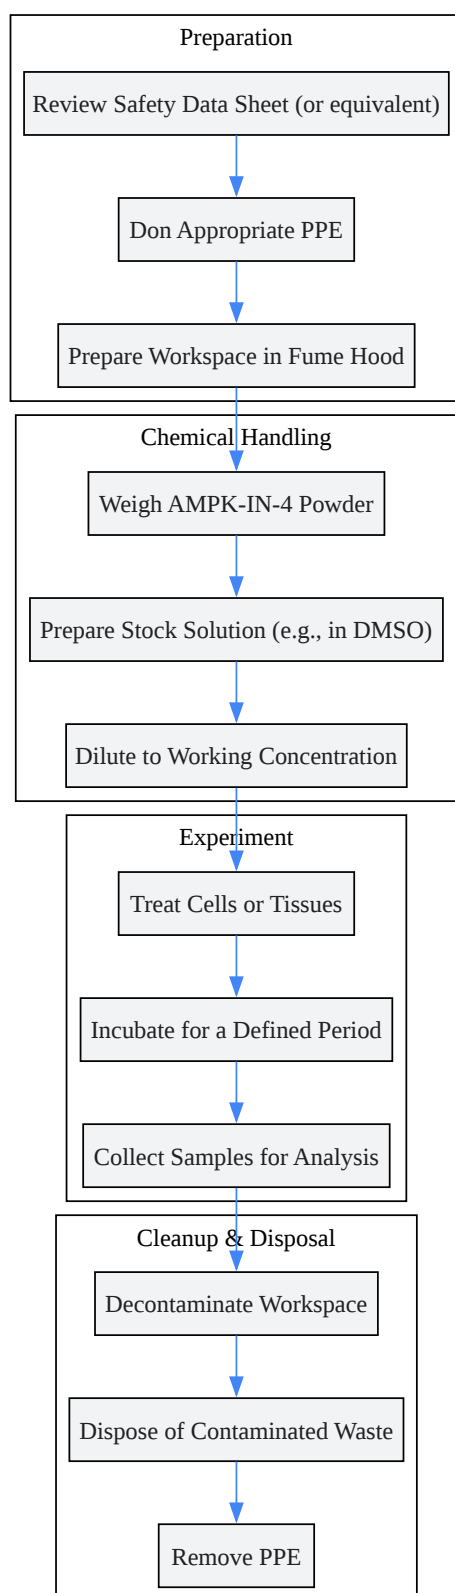 Preparation
Review Safety Data Sheet (or equivalent)
Don Appropriate PPE
Prepare Workspace in Fume Hood
Chemical Handling
Weigh AMPK-IN-4 Powder
Prepare Stock Solution (e.g., in DMSO)
Dilute to Working Concentration
Experiment
Treat Cells or Tissues
Incubate for a Defined Period
Collect Samples for Analysis
Cleanup & Disposal
Decontaminate Workspace
Dispose of Contaminated Waste
Remove PPE